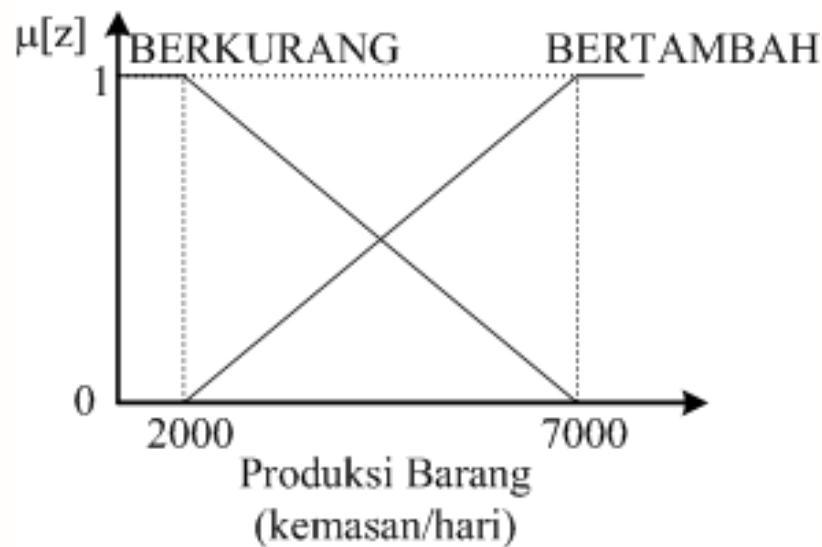 μ[z]
BERKURANG BERTAMBAH
1
0
2000 7000
Produksi Barang
(kemasan/hari)